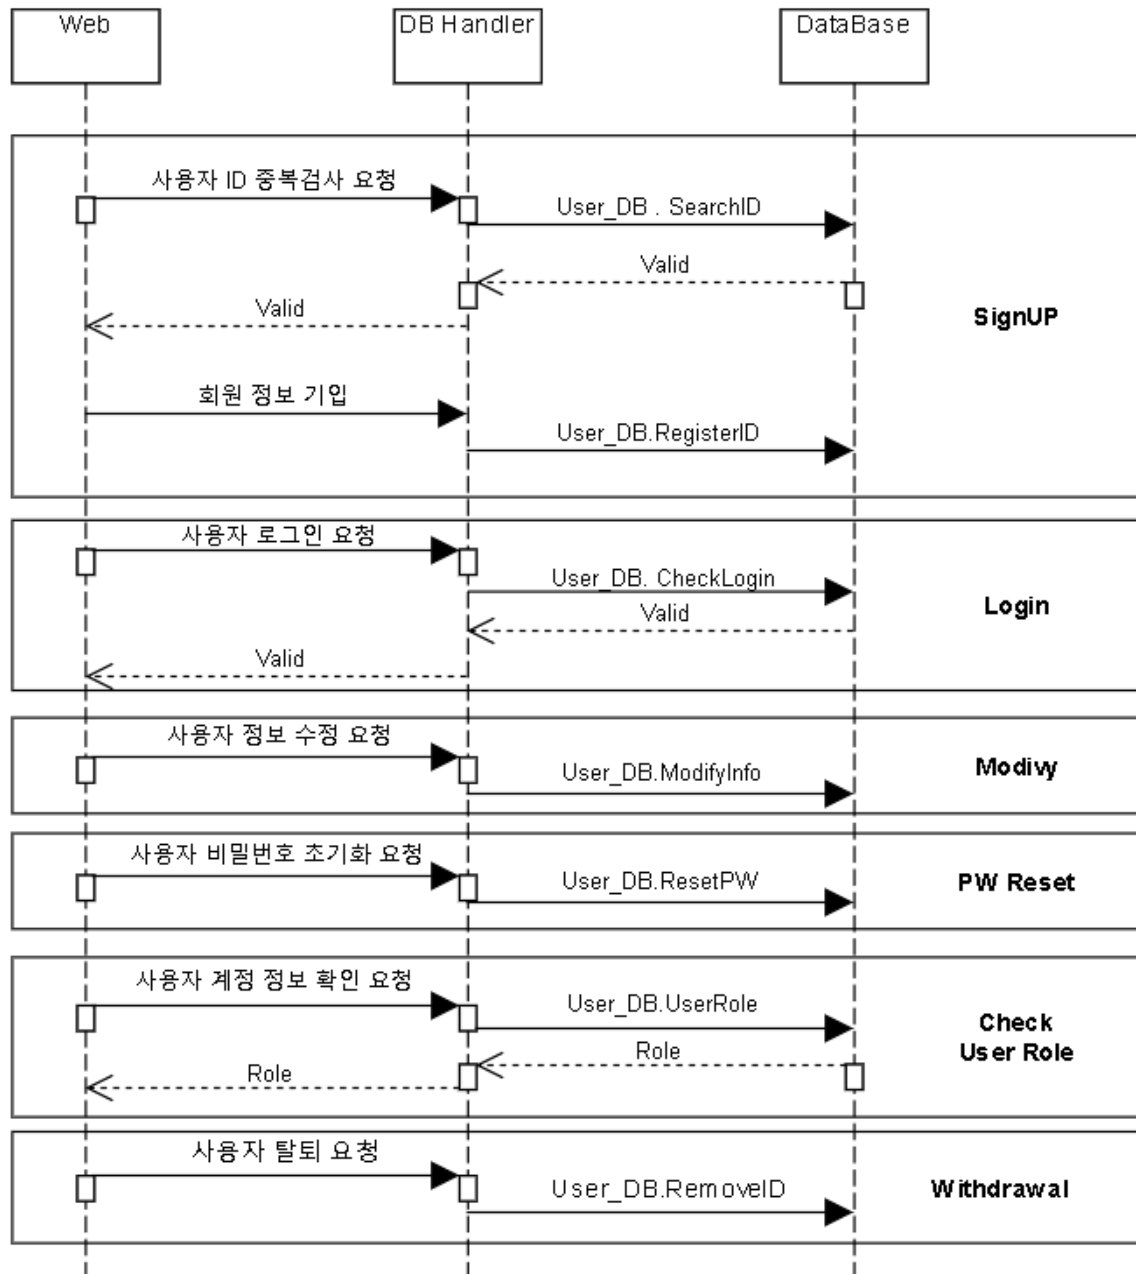 Web
DB Handler
DataBase
사용자 ID 중복검사 요청
User_DB . SearchID
Valid
Valid
SignUP
회원 정보 기입
User_DB.RegisterID
사용자 로그인 요청
User_DB. CheckLogin
Valid
Login
Valid
사용자 정보 수정 요청
User_DB.ModifyInfo
Modivy
사용자 비밀번호 초기화 요청
User_DB.ResetPW
PW Reset
사용자 계정 정보 확인 요청
User_DB.UserRole
Check
User Role
Role
Role
사용자 탈퇴 요청
User_DB.RemoveID
Withdrawal